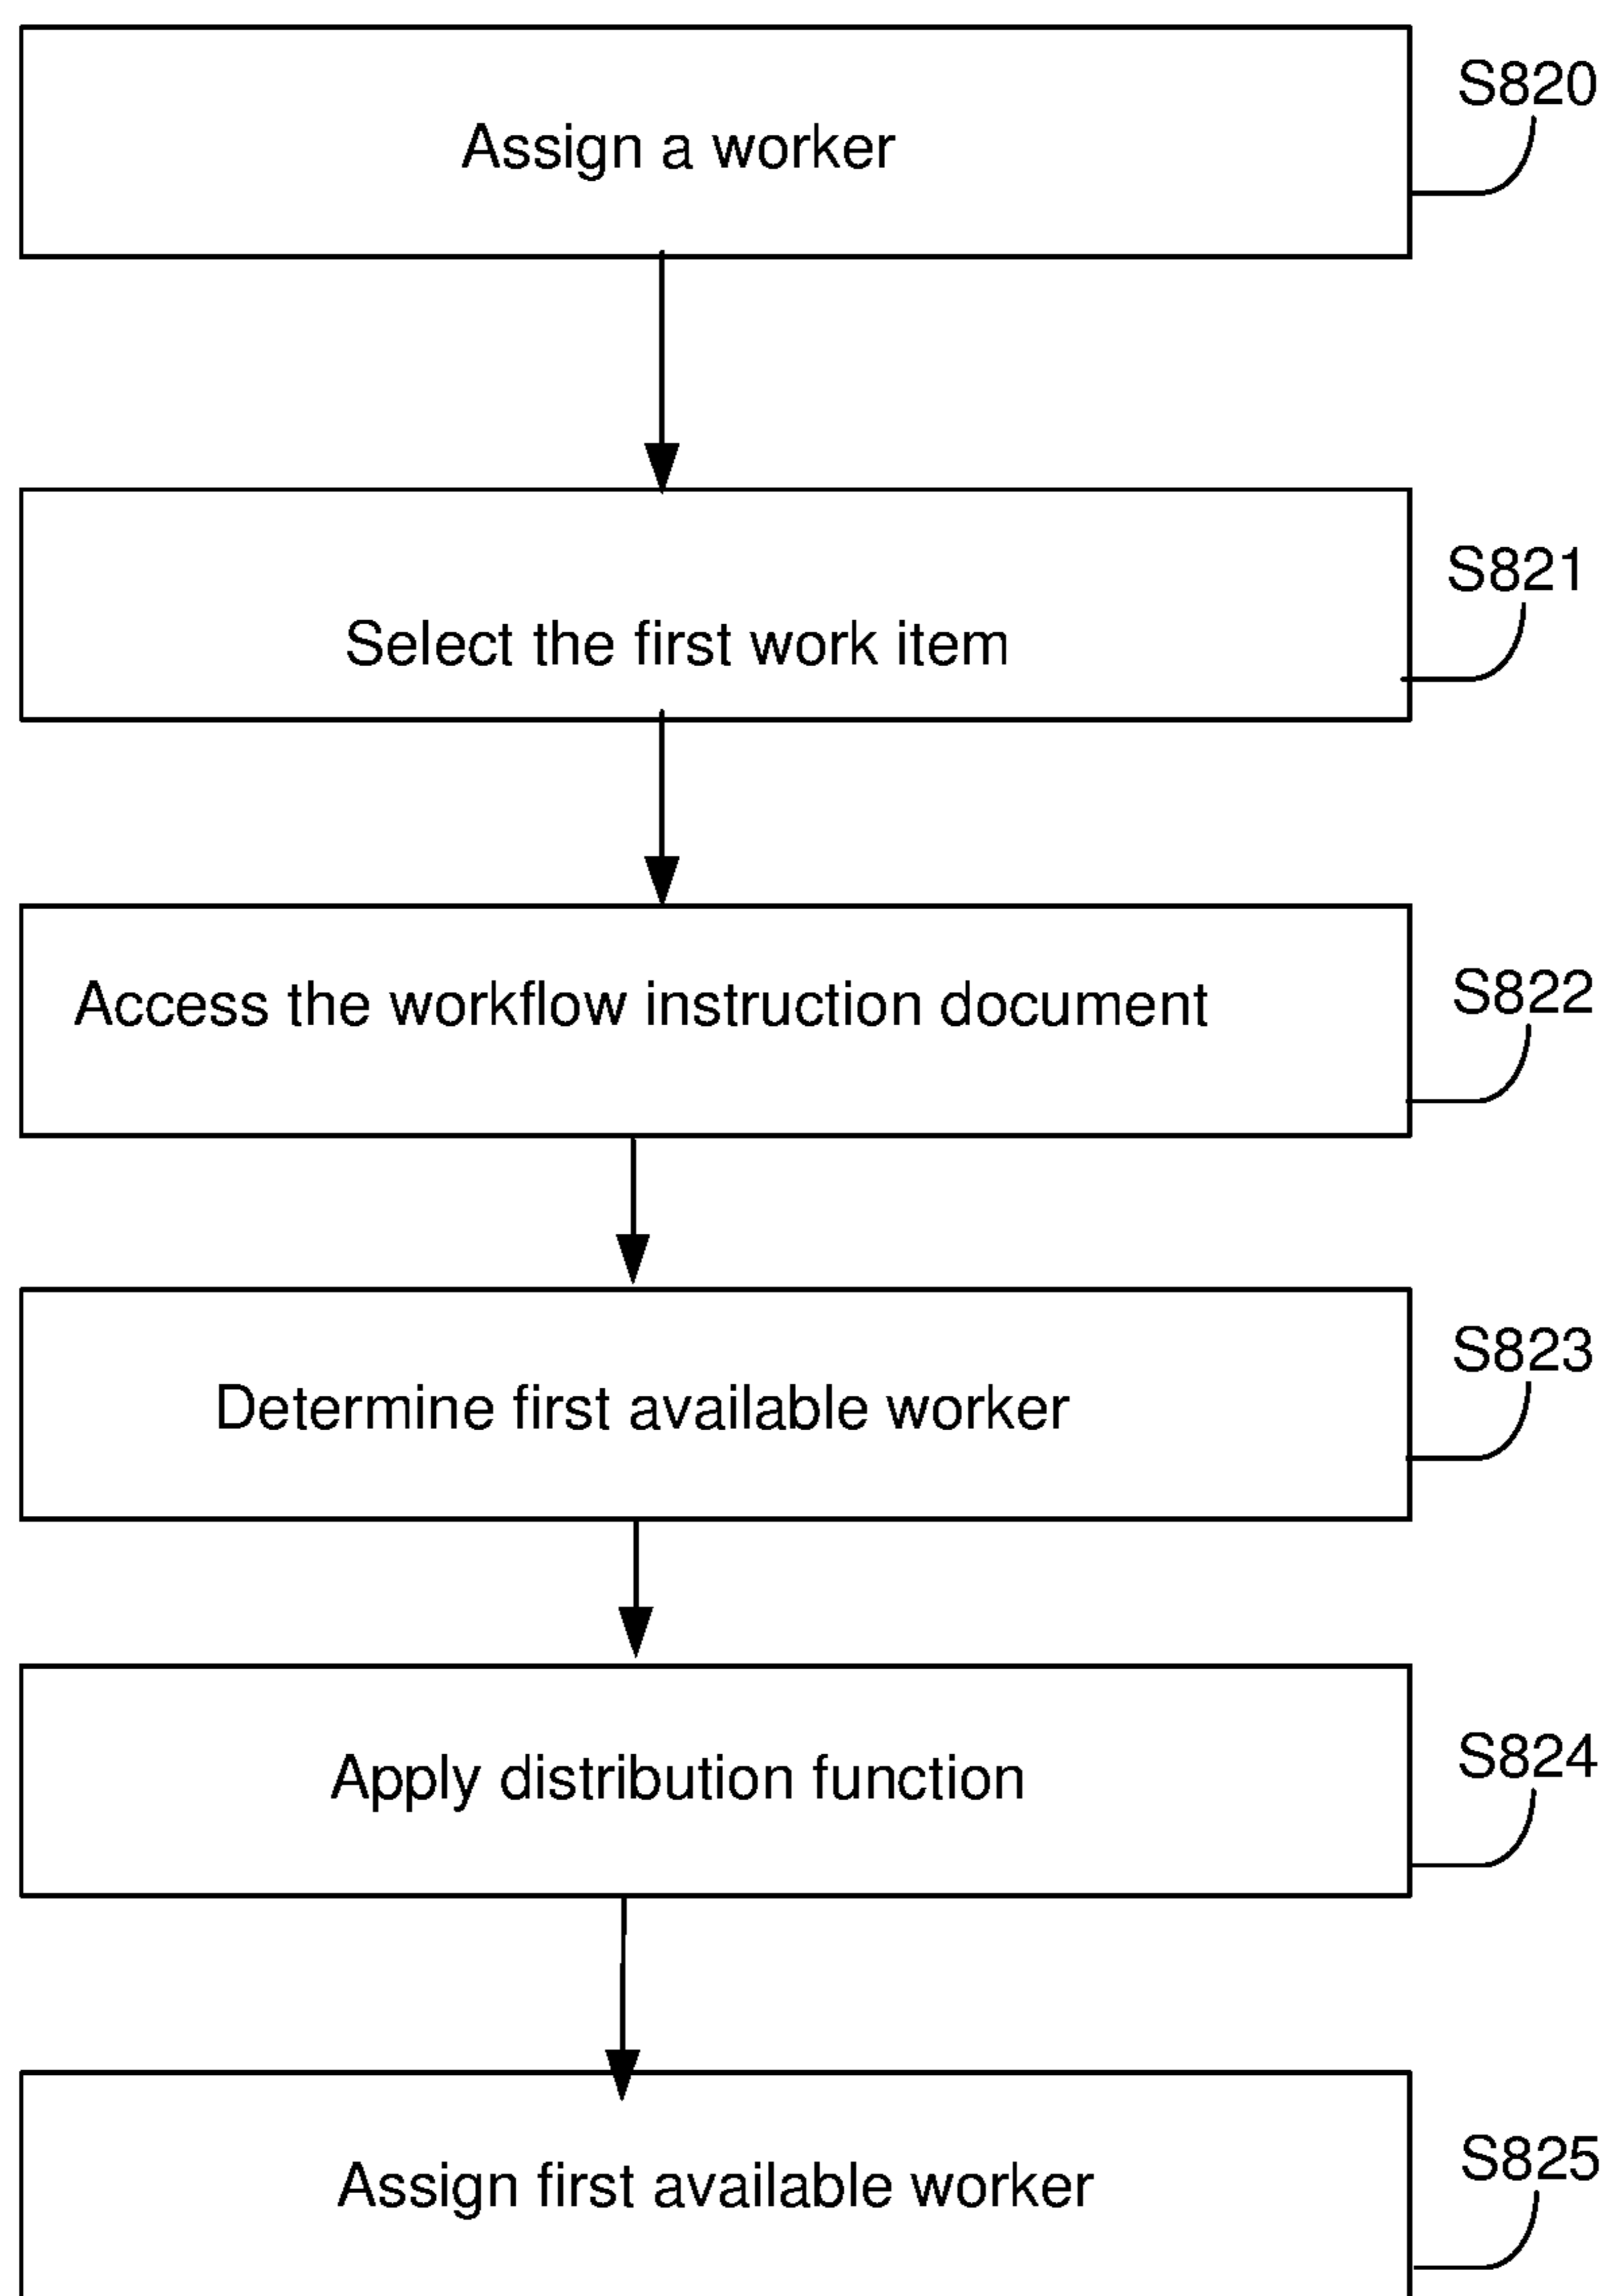 S820
Assign a worker
S821
Select the first work item
S822
Access the workflow instruction document
S823
Determine first available worker
S824
Apply distribution function
S825
Assign first available worker